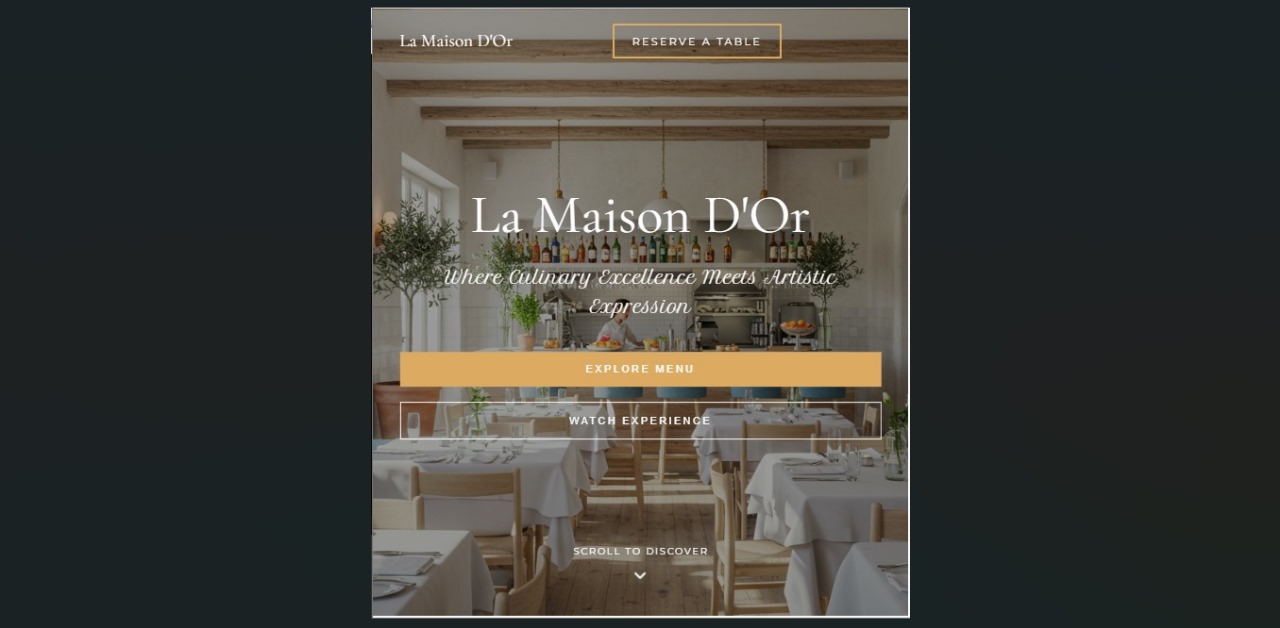 La Maison D'Or
RESERVE A TABLE
La Maison D'Or
Where Culinary Excellence Meets Artistic
Expression
EXPLORE MENU
WATCH EXPERIENCE
SCROLL TO DISCOVER